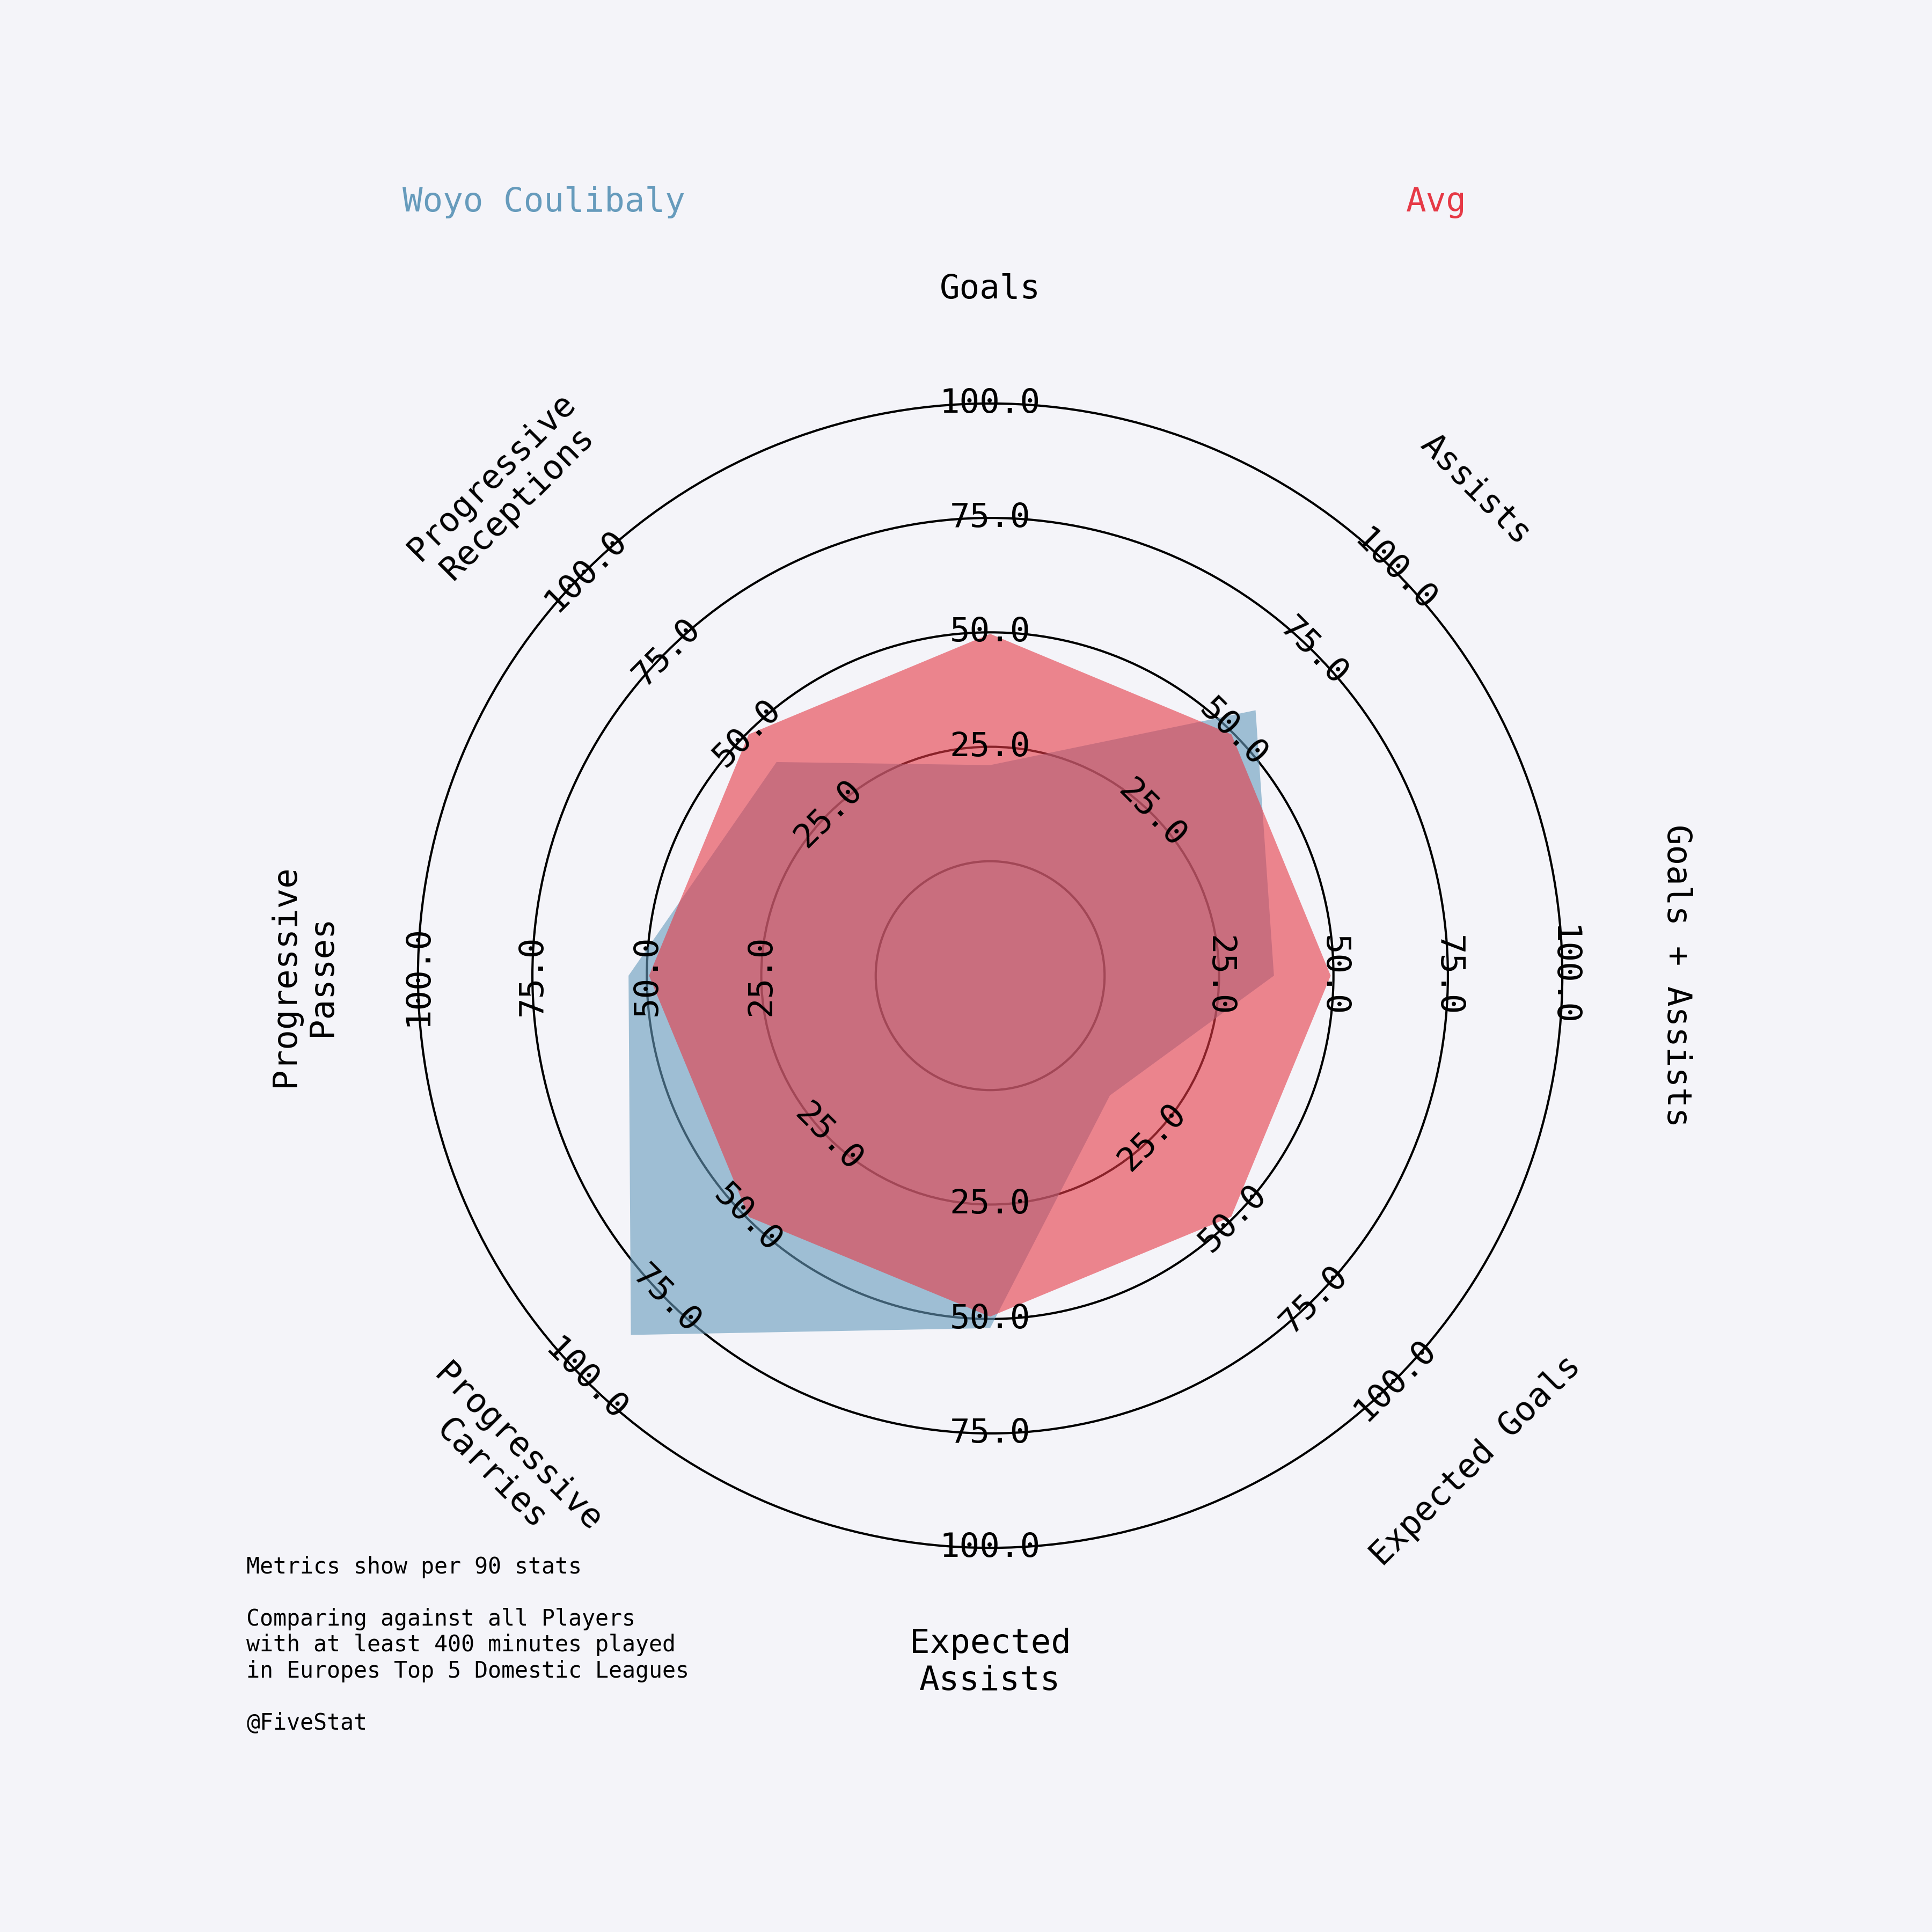 Woyo Coulibaly
Avg
Goals
Assists
Goals + Assists
Expected Goals
Expected
Assists
Progressive
Carries
Progressive
Passes
Progressive
Receptions
25.0
50.0
75.0
100.0
25.0
50.0
75.0
100.0
25.0
50.0
75.0
100.0
25.0
50.0
75.0
100.0
25.0
50.0
75.0
100.0
25.0
50.0
75.0
100.0
25.0
50.0
75.0
100.0
25.0
50.0
75.0
100.0
Metrics show per 90 stats
Comparing against all Players
with at least 400 minutes played
in Europes Top 5 Domestic Leagues
@FiveStat